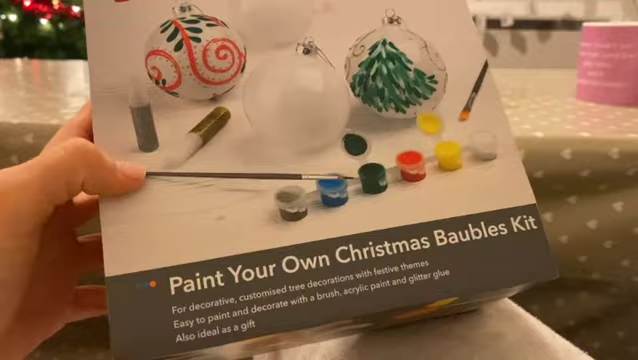 Paint Your Own Christmas Baubles Kit
For decorative, customised tree decorations with festive themes
Easy to paint and decorate with a brush, acrylic paint and glitter glue
Also ideal as a gift